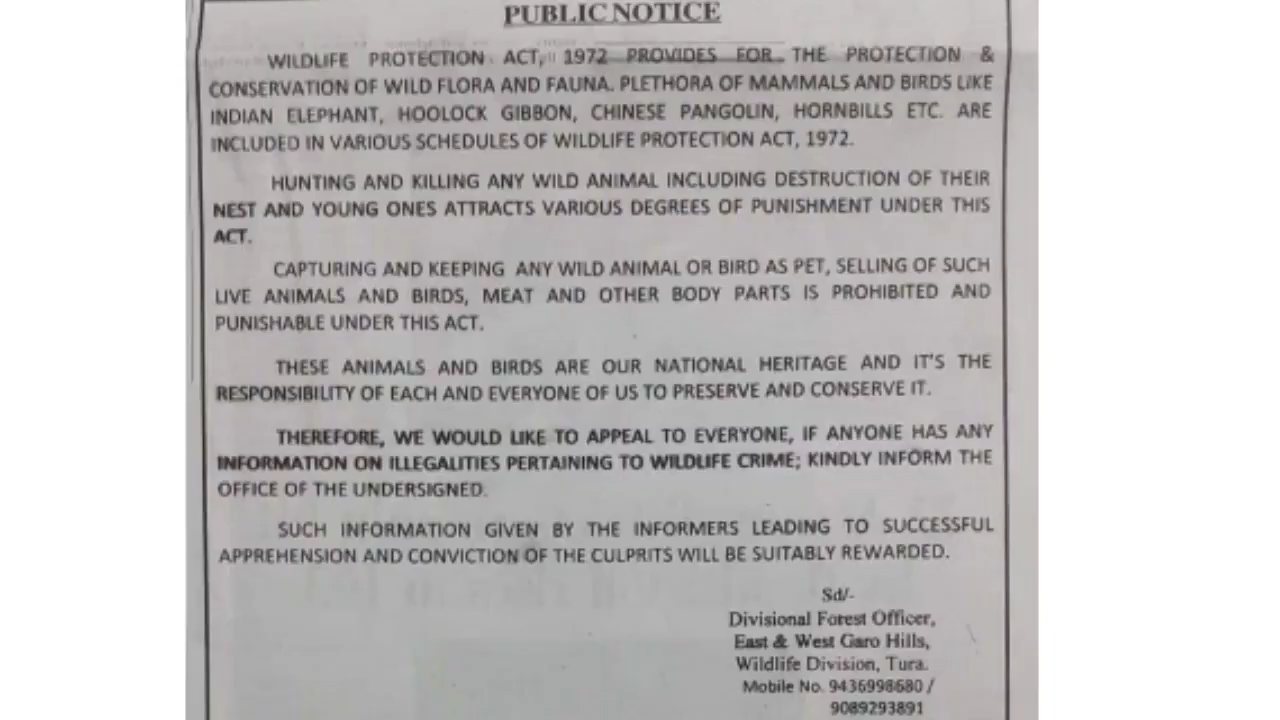 PUBLIC NOTICE
WILDLIFE PROTECTION ACT, 1972 PROVIDES FOR THE PROTECTION &
CONSERVATION OF WILD FLORA AND FAUNA. PLETHORA OF MAMMALS AND BIRDS LIKE
INDIAN ELEPHANT, HOOLOCK GIBBON, CHINESE PANGOLIN, HORNBILLS ETC. ARE
INCLUDED IN VARIOUS SCHEDULES OF WILDLIFE PROTECTION ACT, 1972.
HUNTING AND KILLING ANY WILD ANIMAL INCLUDING DESTRUCTION OF THEIR
NEST AND YOUNG ONES ATTRACTS VARIOUS DEGREES OF PUNISHMENT UNDER THIS
ACT.
CAPTURING AND KEEPING ANY WILD ANIMAL OR BIRD AS PET, SELLING OF SUCH
LIVE ANIMALS AND BIRDS, MEAT AND OTHER BODY PARTS IS PROHIBITED AND
PUNISHABLE UNDER THIS ACT.
THESE ANIMALS AND BIRDS ARE OUR NATIONAL HERITAGE AND IT'S THE
RESPONSIBILITY OF EACH AND EVERYONE OF US TO PRESERVE AND CONSERVE IT.
THEREFORE, WE WOULD LIKE TO APPEAL TO EVERYONE, IF ANYONE HAS ANY
INFORMATION ON ILLEGALITIES PERTAINING TO WILDLIFE CRIME; KINDLY INFORM THE
OFFICE OF THE UNDERSIGNED.
SUCH INFORMATION GIVEN BY THE INFORMERS LEADING TO SUCCESSFUL
APPREHENSION AND CONVICTION OF THE CULPRITS WILL BE SUITABLY REWARDED.
Sd/-
Divisional Forest Officer,
East & West Garo Hills,
Wildlife Division, Tura.
Mobile No. 9436998680 /
9089293891